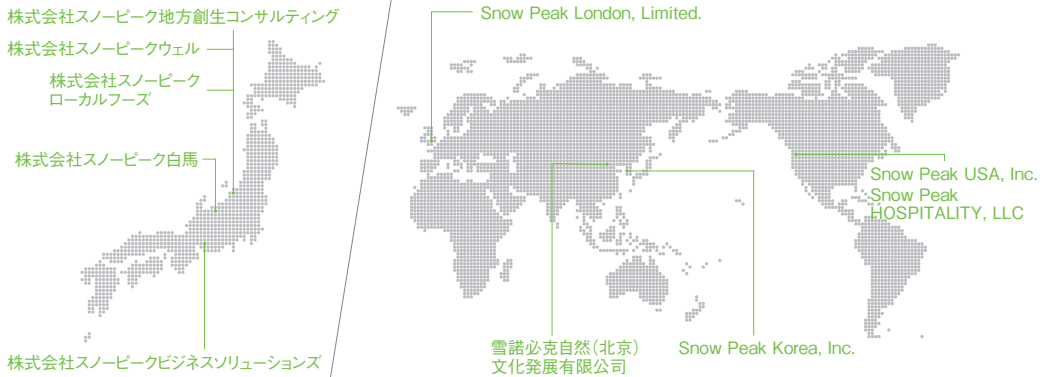 株式会社スノーピーク地方創生コンサルティング
株式会社スノーピークウェル
株式会社スノーピーク
ローカルフーズ
株式会社スノーピーク白馬
株式会社スノーピークビジネスソリューションズ
Snow Peak London, Limited.
Snow Peak USA, Inc.
Snow Peak
HOSPITALITY, LLC
雪諾必克自然(北京)
文化発展有限公司
Snow Peak Korea, Inc.